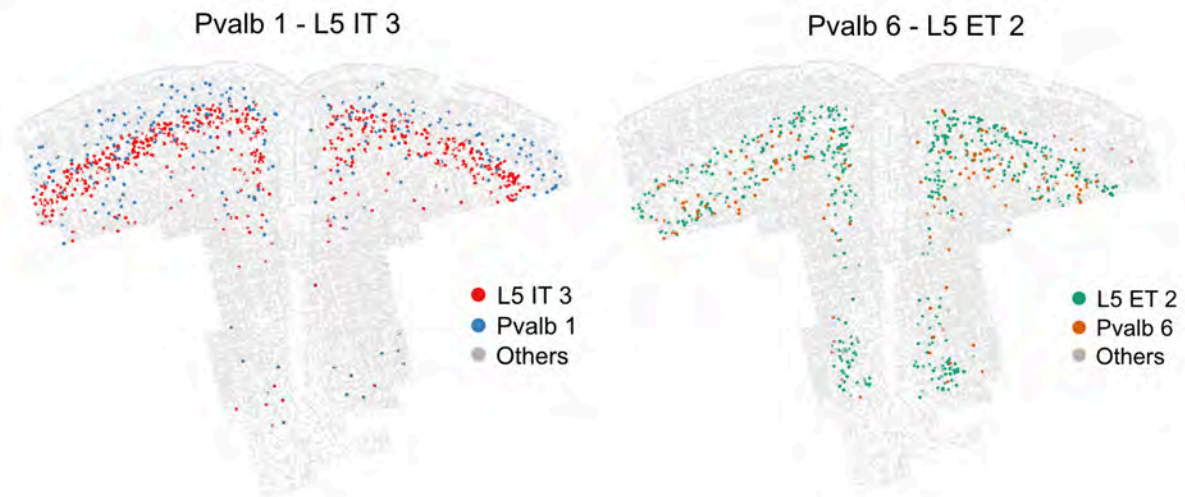 Pvalb 1 - L5 IT 3
Pvalb 6 - L5 ET 2
L5 IT 3
Pvalb 1
Others
L5 ET 2
Pvalb 6
Others